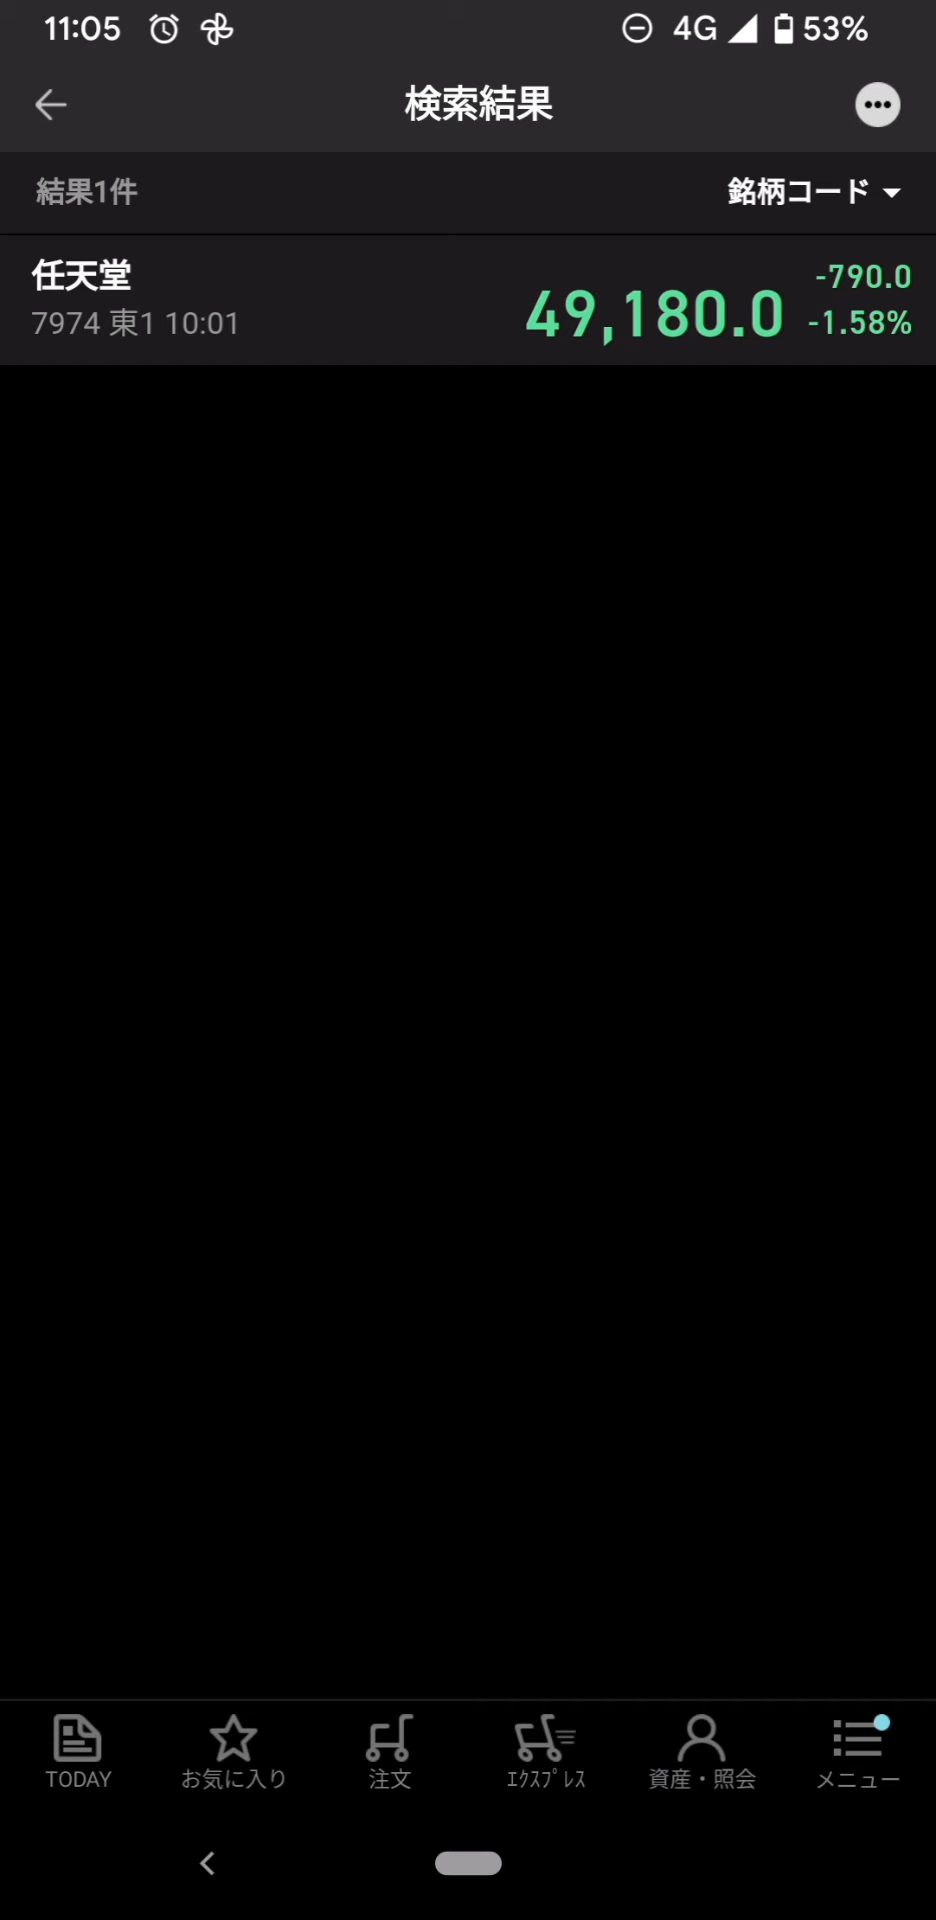 11:05 4G 53%
検索結果
結果1件 銘柄コード
任天堂
7974 東1 10:01
49,180.0
-790.0
-1.58%
TODAY お気に入り 注文 ｴｸｽﾌﾟﾚｽ 資産・照会 メニュー